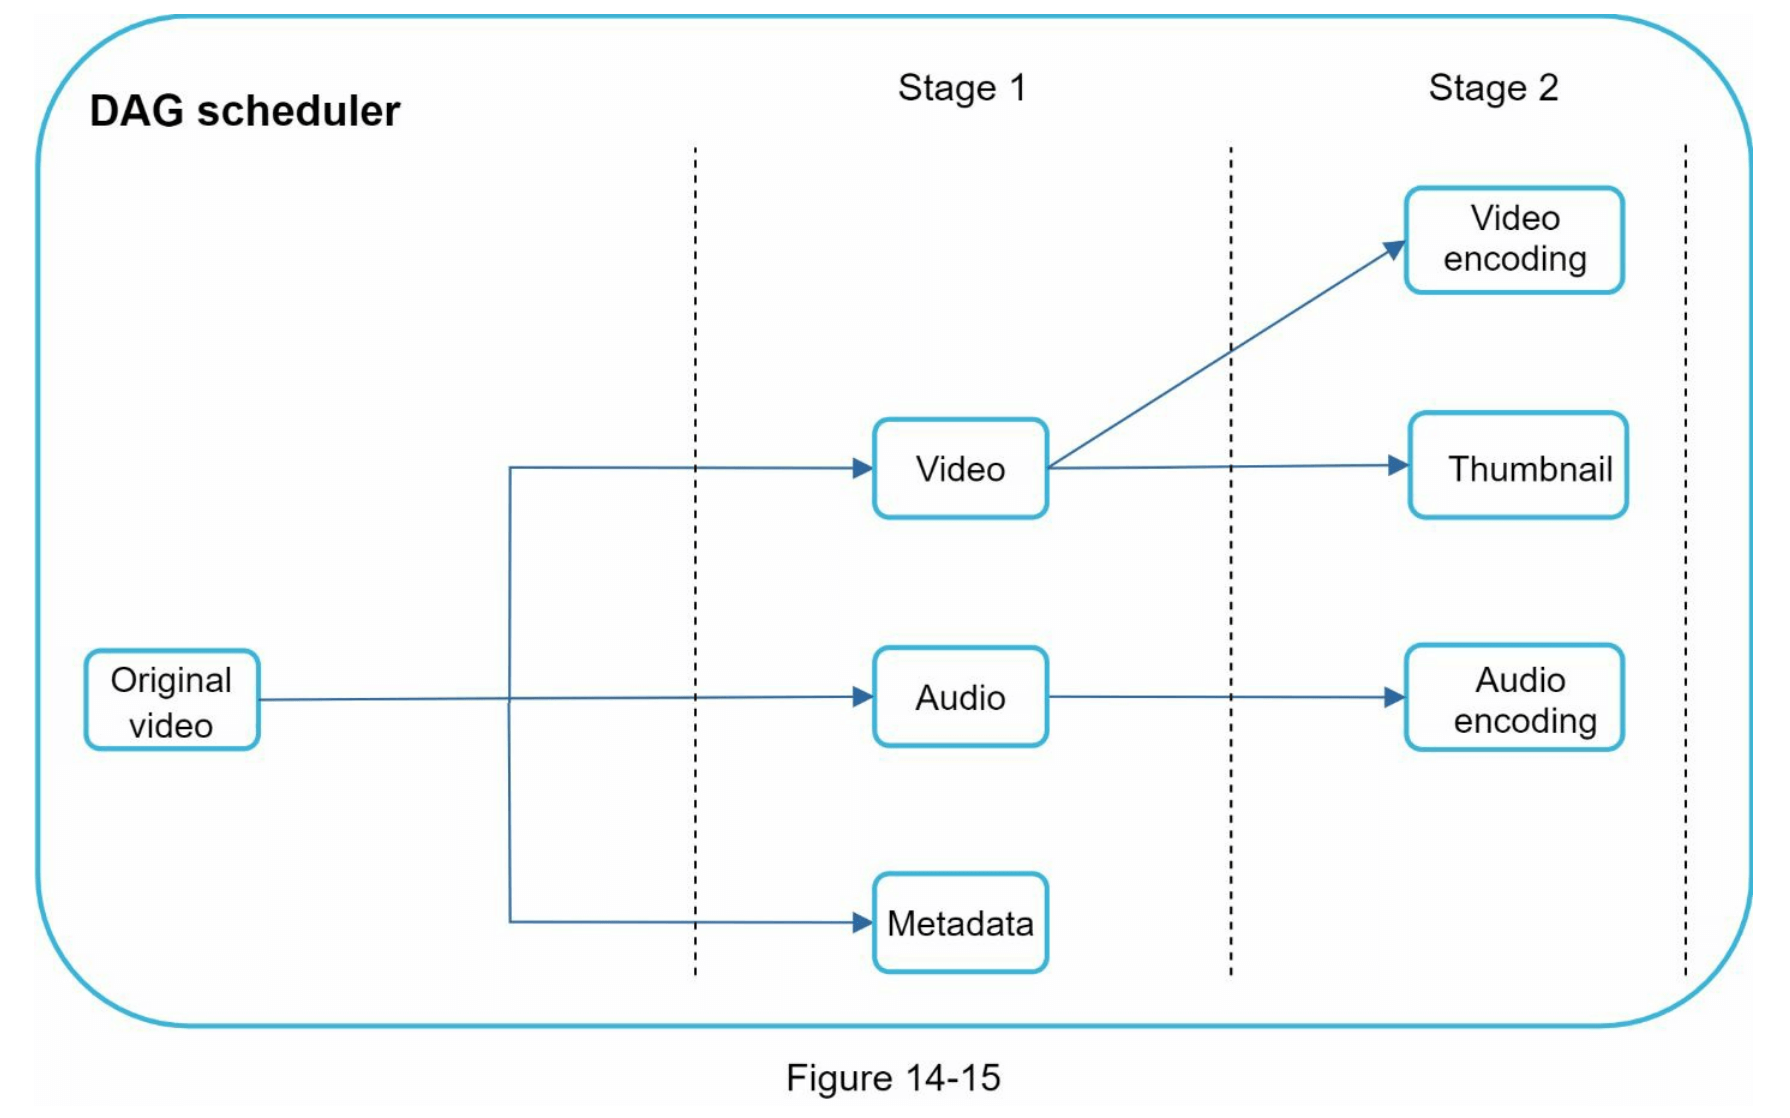 DAG scheduler
Stage 1
Stage 2
Video
encoding
Video
Thumbnail
Original
video
Audio
Audio
encoding
Metadata
Figure 14-15